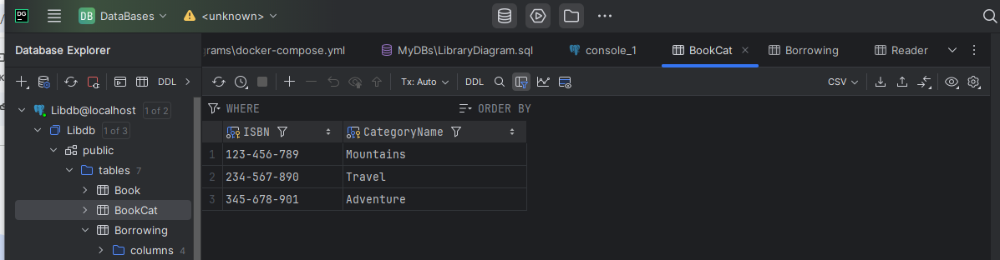 DG
DB DataBases <unknown>
Database Explorer
grams\docker-compose.yml MyDBs\LibraryDiagram.sql console_1 BookCat Borrowing Reader
DDL Tx: Auto DDL CSV
Libdb@localhost 1 of 2
WHERE ORDER BY
Libdb 1 of 3
ISBN CategoryName
public
1 123-456-789 Mountains
tables 7
2 234-567-890 Travel
Book
3 345-678-901 Adventure
BookCat
Borrowing
columns 4